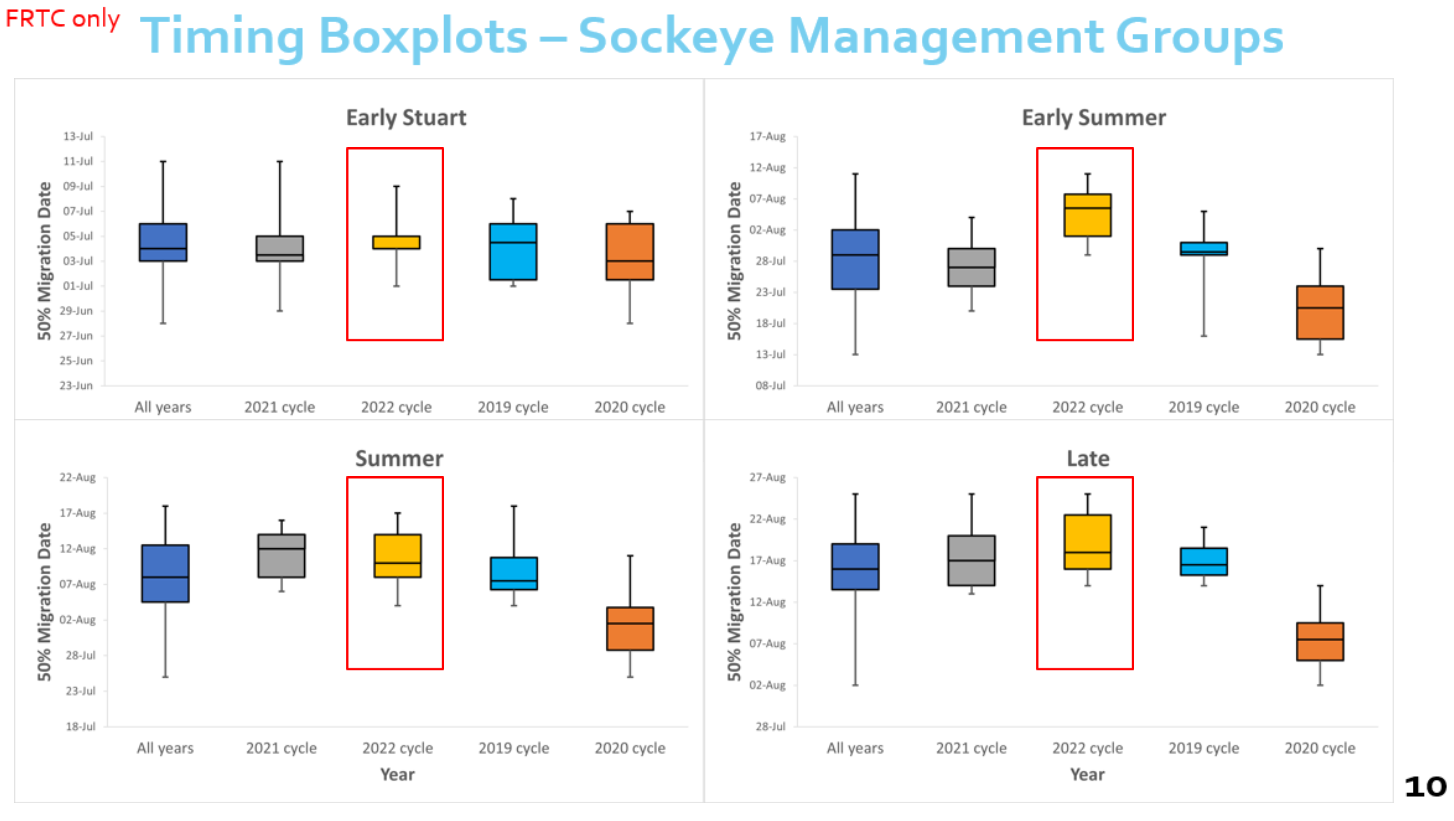 FRTC only
Timing Boxplots – Sockeye Management Groups
Early Stuart
50% Migration Date
13-Jul
11-Jul
09-Jul
07-Jul
05-Jul
03-Jul
01-Jul
29-Jun
27-Jun
25-Jun
23-Jun
All years 2021 cycle 2022 cycle 2019 cycle 2020 cycle
Early Summer
50% Migration Date
17-Aug
12-Aug
07-Aug
02-Aug
28-Jul
23-Jul
18-Jul
13-Jul
08-Jul
All years 2021 cycle 2022 cycle 2019 cycle 2020 cycle
Summer
50% Migration Date
22-Aug
17-Aug
12-Aug
07-Aug
02-Aug
28-Jul
23-Jul
18-Jul
All years 2021 cycle 2022 cycle 2019 cycle 2020 cycle
Year
Late
50% Migration Date
27-Aug
22-Aug
17-Aug
12-Aug
07-Aug
02-Aug
28-Jul
All years 2021 cycle 2022 cycle 2019 cycle 2020 cycle
Year
10